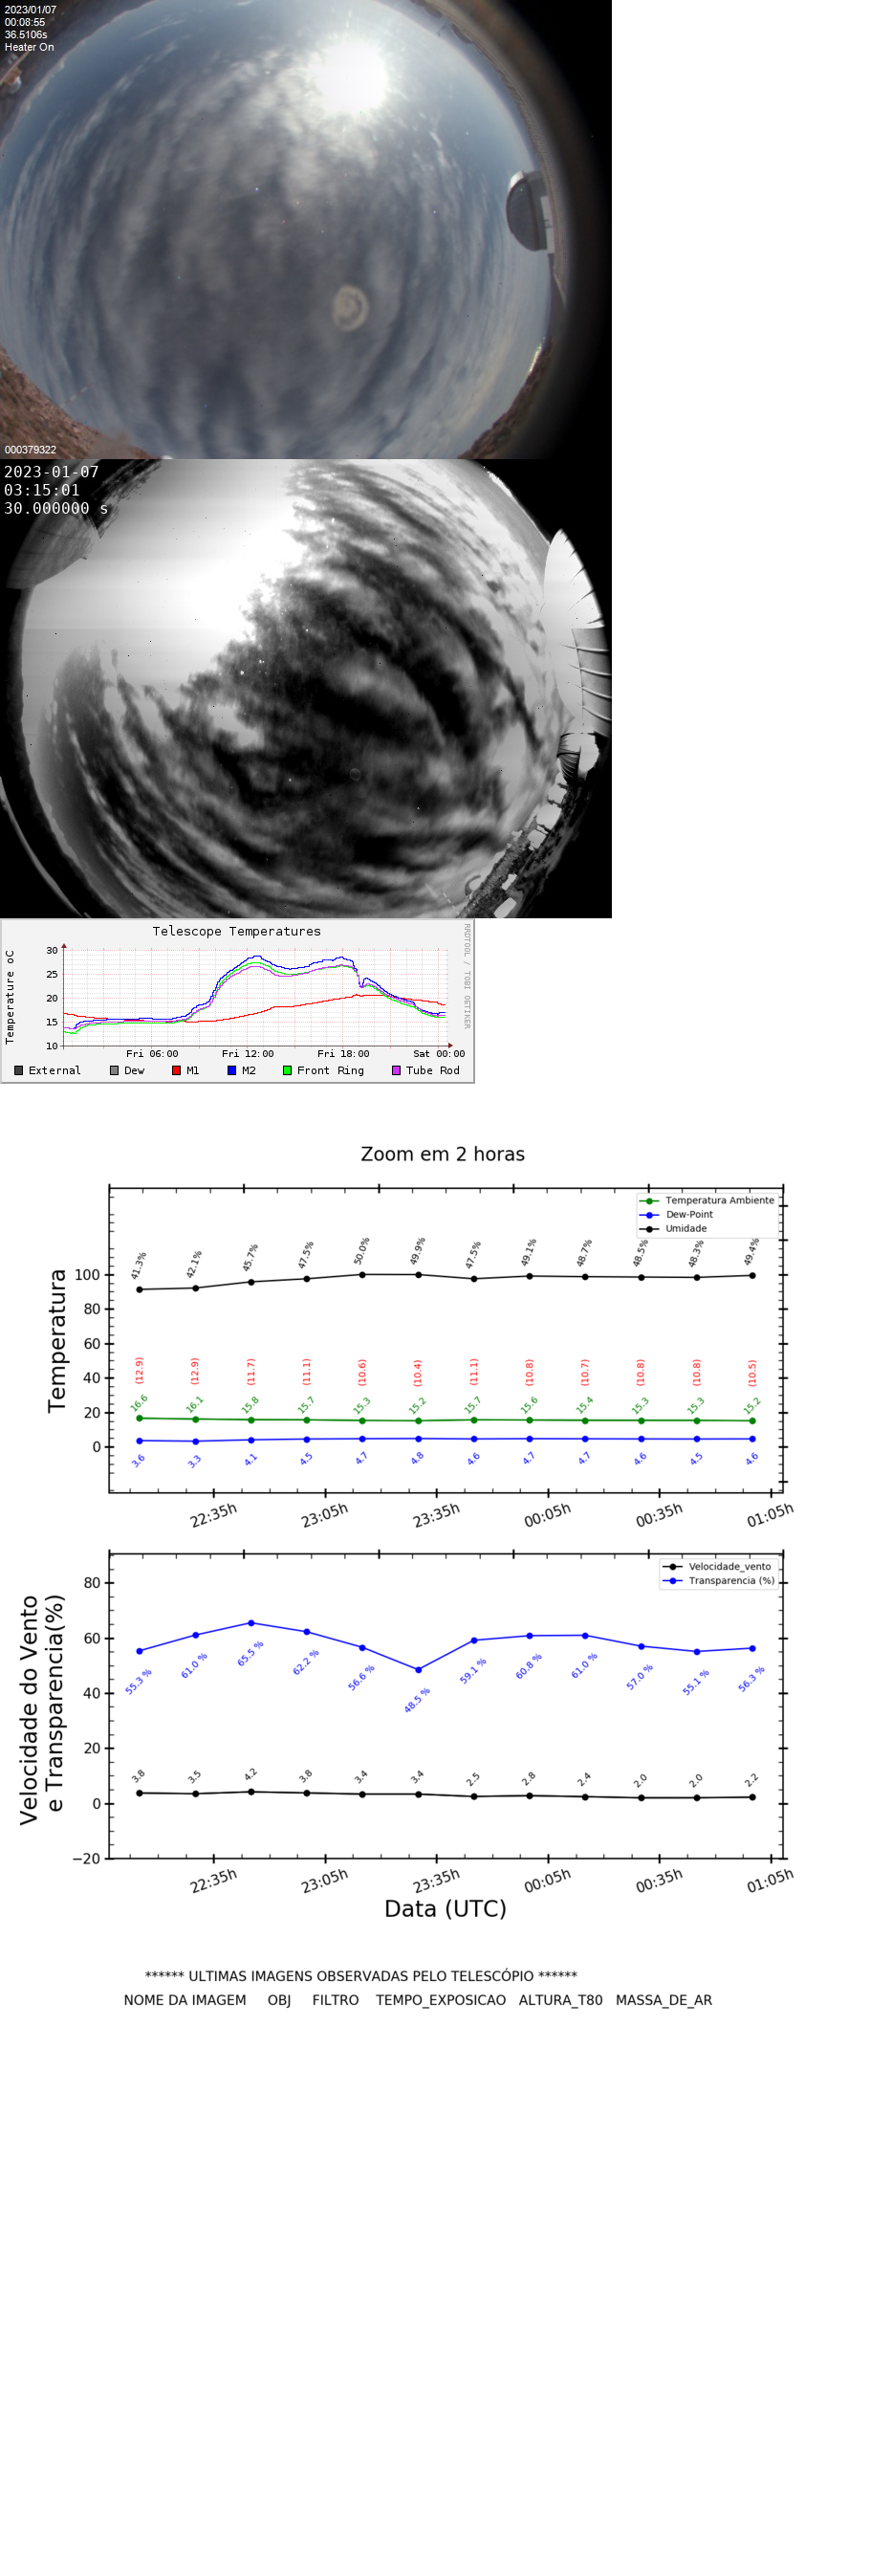 2023/01/07
00:08:55
36.5106s
Heater On
000379322
2023-01-07
03:15:01
30.000000 s
Telescope Temperatures
RRDTOOL / TOBI OETIKER
Temperature oC
30
25
20
15
10
Fri 06:00 Fri 12:00 Fri 18:00 Sat 00:00
External Dew M1 M2 Front Ring Tube Rod
Zoom em 2 horas
Temperatura Ambiente
Dew-Point
Umidade
Temperatura
100
80
60
40
20
0
41.3% 42.1% 45.7% 47.5% 50.0% 49.9% 47.5% 49.1% 48.7% 48.5% 48.3% 49.4%
(12.9) (12.9) (11.7) (11.1) (10.6) (10.4) (11.1) (10.8) (10.7) (10.8) (10.8) (10.5)
16.6 16.1 15.8 15.7 15.3 15.2 15.7 15.6 15.4 15.3 15.3 15.2
3.6 3.3 4.1 4.5 4.7 4.8 4.6 4.7 4.7 4.6 4.5 4.6
22:35h 23:05h 23:35h 00:05h 00:35h 01:05h
Velocidade_vento
Transparencia (%)
Velocidade do Vento
e Transparencia(%)
80
60
40
20
0
−20
55.3 % 61.0 % 65.5 % 62.2 % 56.6 % 48.5 % 59.1 % 60.8 % 61.0 % 57.0 % 55.1 % 56.3 %
3.8 3.5 4.2 3.8 3.4 3.4 2.5 2.8 2.4 2.0 2.0 2.2
22:35h 23:05h 23:35h 00:05h 00:35h 01:05h
Data (UTC)
****** ULTIMAS IMAGENS OBSERVADAS PELO TELESCÓPIO ******
NOME DA IMAGEM OBJ FILTRO TEMPO_EXPOSICAO ALTURA_T80 MASSA_DE_AR